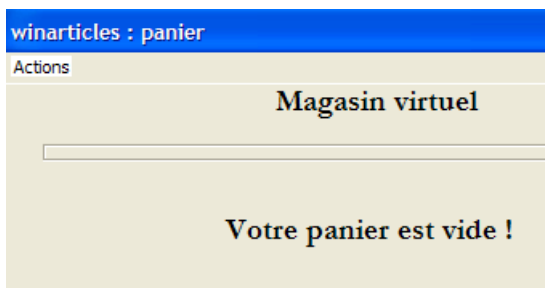 winarticles : panier
Actions
Magasin virtuel
Votre panier est vide !